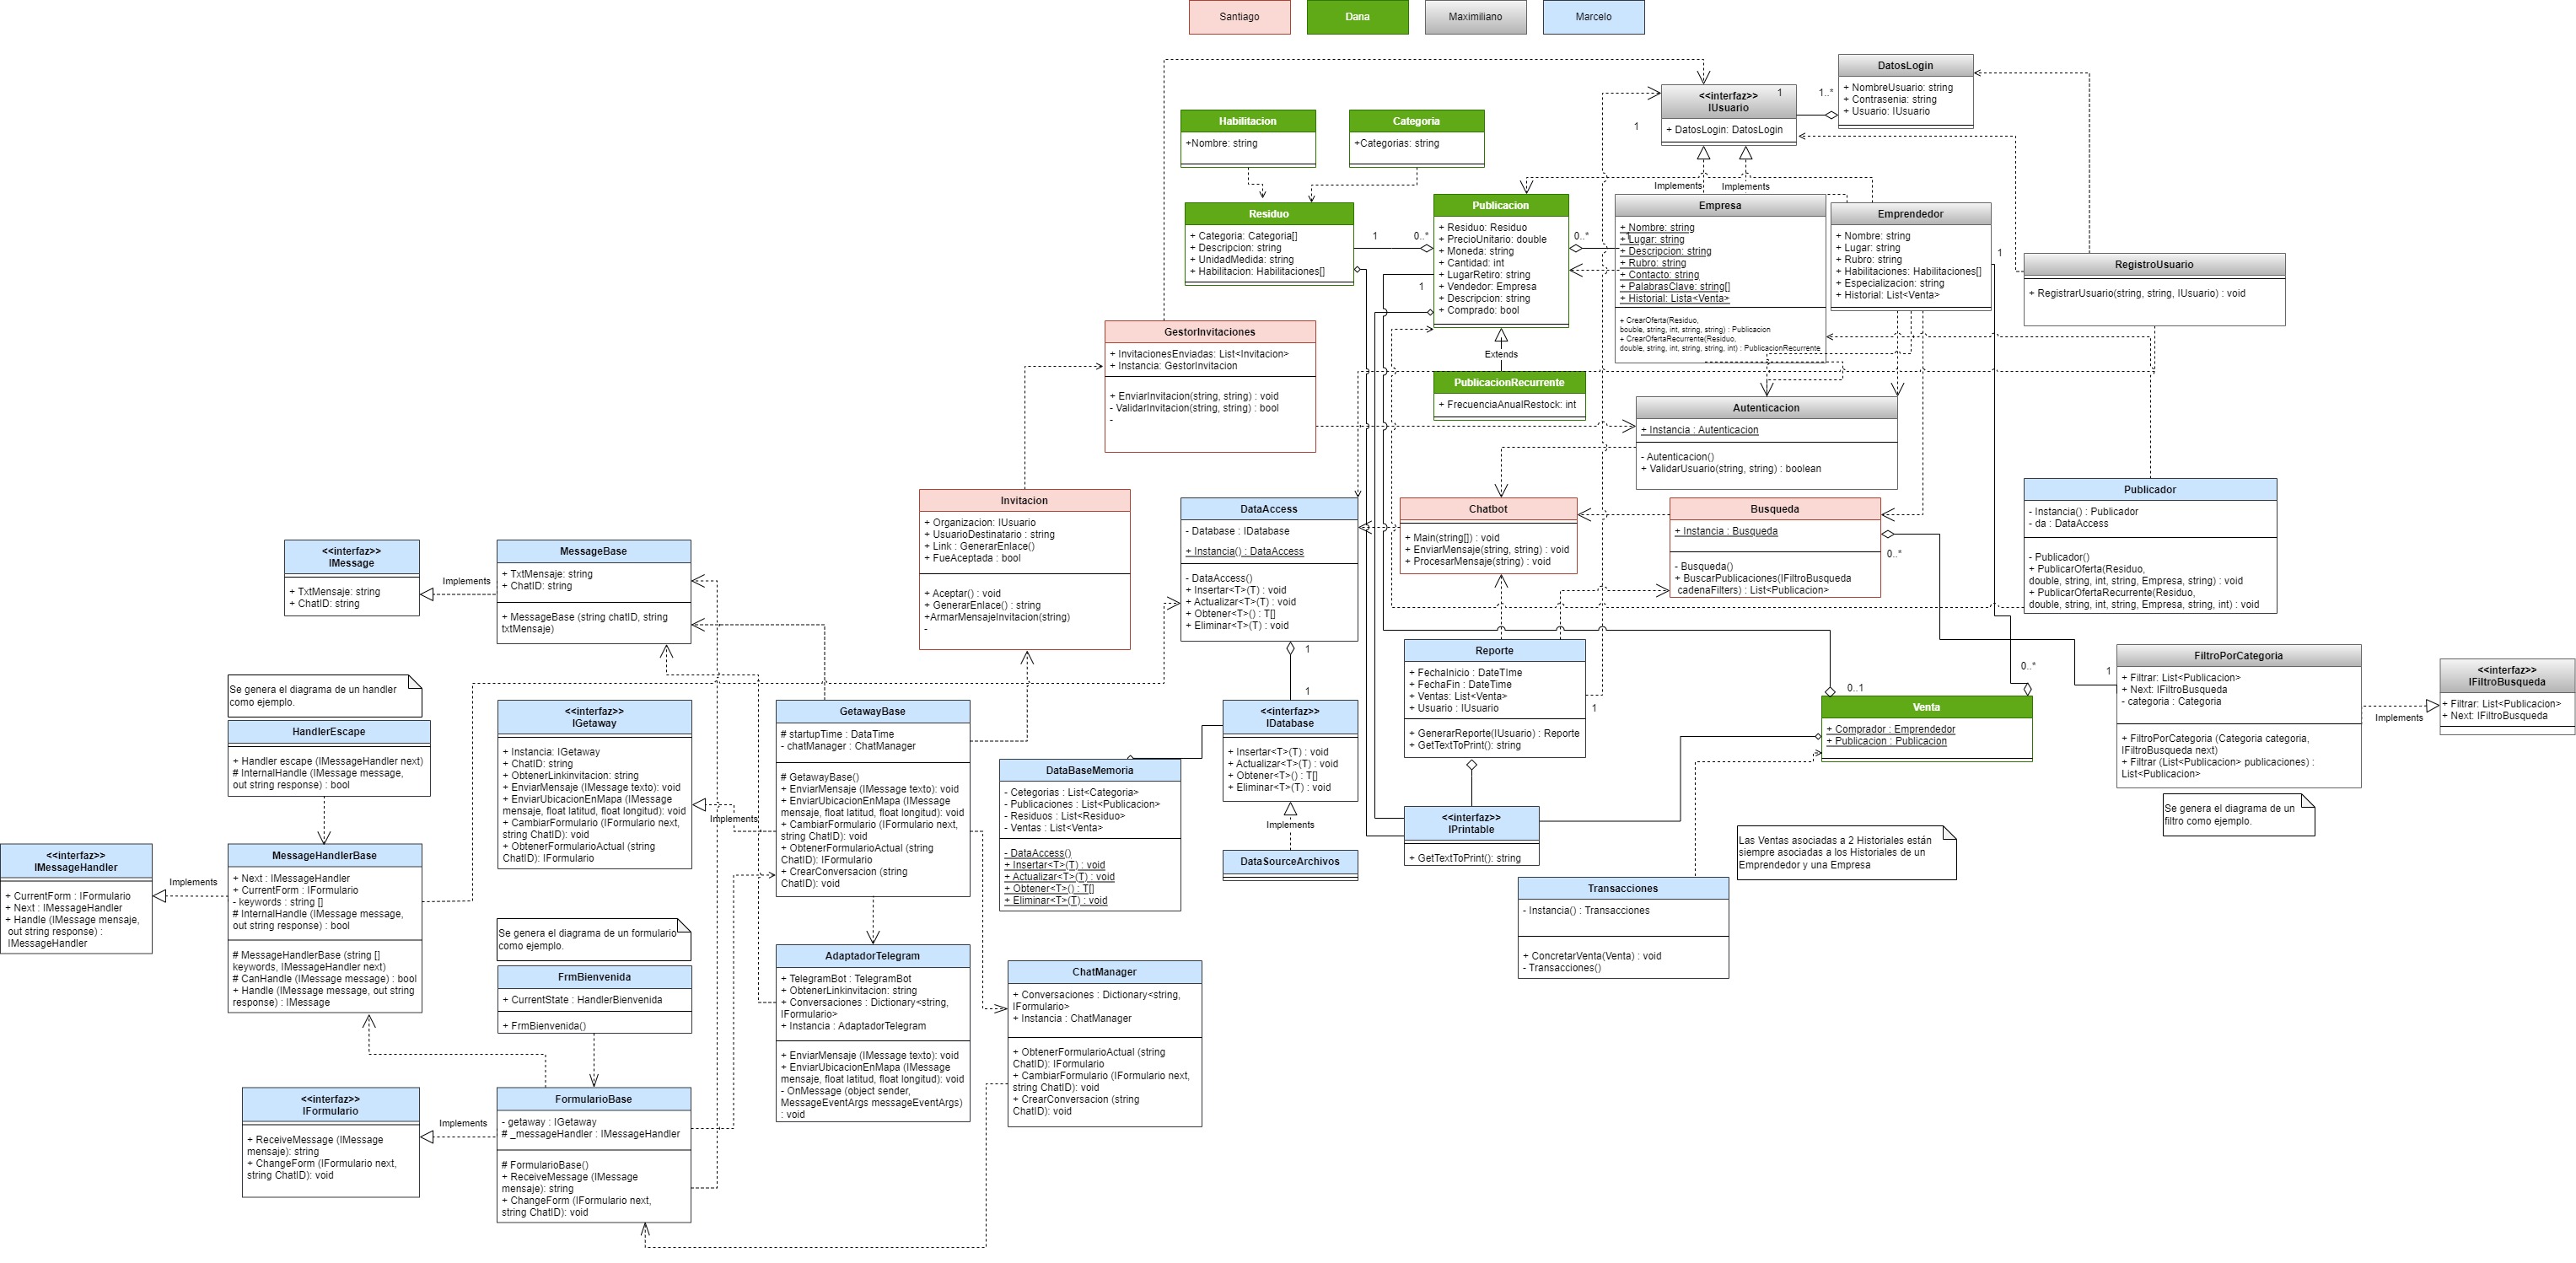 Santiago
Dana
Maximiliano
Marcelo
DatosLogin
+ NombreUsuario: string
+ Contrasenia: string
+ Usuario: IUsuario
<<interfaz>>
IUsuario
+ DatosLogin: DatosLogin
1
1..*
1
Habilitacion
+Nombre: string
Categoria
+Categorias: string
Implements
Implements
Residuo
+ Categoria: Categoria[]
+ Descripcion: string
+ UnidadMedida: string
+ Habilitacion: Habilitaciones[]
1
0..*
Publicacion
+ Residuo: Residuo
+ PrecioUnitario: double
+ Moneda: string
+ Cantidad: int
+ LugarRetiro: string
+ Vendedor: Empresa
+ Descripcion: string
+ Comprado: bool
0..*
1
Empresa
+ Nombre: string
+ Lugar: string
+ Descripcion: string
+ Rubro: string
+ Contacto: string
+ PalabrasClave: string[]
+ Historial: Lista<Venta>
+ CrearOferta(Residuo,
bouble, string, int, string, string) : Publicacion
+ CrearOfertaRecurrente(Residuo,
double, string, int, string, string, int) : PublicacionRecurrente
Emprendedor
+ Nombre: string
+ Lugar: string
+ Rubro: string
+ Habilitaciones: Habilitaciones[]
+ Especializacion: string
+ Historial: List<Venta>
1
RegistroUsuario
+ RegistrarUsuario(string, string, IUsuario) : void
Extends
PublicacionRecurrente
+ FrecuenciaAnualRestock: int
GestorInvitaciones
+ InvitacionesEnviadas: List<Invitacion>
+ Instancia: GestorInvitacion
+ EnviarInvitacion(string, string) : void
- ValidarInvitacion(string, string) : bool
-
Autenticacion
+ Instancia : Autenticacion
- Autenticacion()
+ ValidarUsuario(string, string) : boolean
Invitacion
+ Organizacion: IUsuario
+ UsuarioDestinatario : string
+ Link : GenerarEnlace()
+ FueAceptada : bool
+ Aceptar() : void
+ GenerarEnlace() : string
+ArmarMensajeInvitacion(string)
-
DataAccess
- Database : IDatabase
+ Instancia() : DataAccess
- DataAccess()
+ Insertar<T>(T) : void
+ Actualizar<T>(T) : void
+ Obtener<T>() : T[]
+ Eliminar<T>(T) : void
1
1
Chatbot
+ Main(string[]) : void
+ EnviarMensaje(string, string) : void
+ ProcesarMensaje(string) : void
Busqueda
+ Instancia : Busqueda
- Busqueda()
+ BuscarPublicaciones(IFiltroBusqueda
cadenaFilters) : List<Publicacion>
0..*
Publicador
- Instancia() : Publicador
- da : DataAccess
- Publicador()
+ PublicarOferta(Residuo,
double, string, int, string, Empresa, string) : void
+ PublicarOfertaRecurrente(Residuo,
double, string, int, string, Empresa, string, int) : void
<<interfaz>>
IMessage
+ TxtMensaje: string
+ ChatID: string
Implements
MessageBase
+ TxtMensaje: string
+ ChatID: string
+ MessageBase (string chatID, string
txtMensaje)
Reporte
+ FechaInicio : DateTIme
+ FechaFin : DateTime
+ Ventas: List<Venta>
+ Usuario : IUsuario
+ GenerarReporte(IUsuario) : Reporte
+ GetTextToPrint(): string
1
0..1
0..*
1
FiltroPorCategoria
+ Filtrar: List<Publicacion>
+ Next: IFiltroBusqueda
- categoria : Categoria
+ FiltroPorCategoria (Categoria categoria,
IFiltroBusqueda next)
+ Filtrar (List<Publicacion> publicaciones) :
List<Publicacion>
Implements
<<interfaz>>
IFiltroBusqueda
+ Filtrar: List<Publicacion>
+ Next: IFiltroBusqueda
Se genera el diagrama de un
filtro como ejemplo.
Venta
+ Comprador : Emprendedor
+ Publicacion : Publicacion
Se genera el diagrama de un handler
como ejemplo.
HandlerEscape
+ Handler escape (IMessageHandler next)
# InternalHandle (IMessage message,
out string response) : bool
<<interfaz>>
IGetaway
+ Instancia: IGetaway
+ ChatID: string
+ ObtenerLinkinvitacion: string
+ EnviarMensaje (IMessage texto): void
+ EnviarUbicacionEnMapa (IMessage
mensaje, float latitud, float longitud): void
+ CambiarFormulario (IFormulario next,
string ChatID): void
+ ObtenerFormularioActual (string
ChatID): IFormulario
Implements
GetawayBase
# startupTime : DataTime
- chatManager : ChatManager
# GetawayBase()
+ EnviarMensaje (IMessage texto): void
+ EnviarUbicacionEnMapa (IMessage
mensaje, float latitud, float longitud): void
+ CambiarFormulario (IFormulario next,
string ChatID): void
+ ObtenerFormularioActual (string
ChatID): IFormulario
+ CrearConversacion (string
ChatID): void
<<interfaz>>
IDatabase
+ Insertar<T>(T) : void
+ Actualizar<T>(T) : void
+ Obtener<T>() : T[]
+ Eliminar<T>(T) : void
Implements
DataSourceArchivos
DataBaseMemoria
- Cetegorias : List<Categoria>
- Publicaciones : List<Publicacion>
- Residuos : List<Residuo>
- Ventas : List<Venta>
- DataAccess()
+ Insertar<T>(T) : void
+ Actualizar<T>(T) : void
+ Obtener<T>() : T[]
+ Eliminar<T>(T) : void
<<interfaz>>
IPrintable
+ GetTextToPrint(): string
Las Ventas asociadas a 2 Historiales están
siempre asociadas a los Historiales de un
Emprendedor y una Empresa
Transacciones
- Instancia() : Transacciones
+ ConcretarVenta(Venta) : void
- Transacciones()
<<interfaz>>
IMessageHandler
+ CurrentForm : IFormulario
+ Next : IMessageHandler
+ Handle (IMessage mensaje,
out string response) :
IMessageHandler
Implements
MessageHandlerBase
+ Next : IMessageHandler
+ CurrentForm : IFormulario
- keywords : string []
# InternalHandle (IMessage message,
out string response) : bool
# MessageHandlerBase (string []
keywords, IMessageHandler next)
# CanHandle (IMessage message) : bool
+ Handle (IMessage message, out string
response) : IMessage
Se genera el diagrama de un formulario
como ejemplo.
FrmBienvenida
+ CurrentState : HandlerBienvenida
+ FrmBienvenida()
AdaptadorTelegram
+ TelegramBot : TelegramBot
+ ObtenerLinkinvitacion: string
+ Conversaciones : Dictionary<string,
IFormulario>
+ Instancia : AdaptadorTelegram
+ EnviarMensaje (IMessage texto): void
+ EnviarUbicacionEnMapa (IMessage
mensaje, float latitud, float longitud): void
- OnMessage (object sender,
MessageEventArgs messageEventArgs)
: void
ChatManager
+ Conversaciones : Dictionary<string,
IFormulario>
+ Instancia : ChatManager
+ ObtenerFormularioActual (string
ChatID): IFormulario
+ CambiarFormulario (IFormulario next,
string ChatID): void
+ CrearConversacion (string
ChatID): void
<<interfaz>>
IFormulario
+ ReceiveMessage (IMessage
mensaje): string
+ ChangeForm (IFormulario next,
string ChatID): void
Implements
FormularioBase
- getaway : IGetaway
# _messageHandler : IMessageHandler
# FormularioBase()
+ ReceiveMessage (IMessage
mensaje): string
+ ChangeForm (IFormulario next,
string ChatID): void